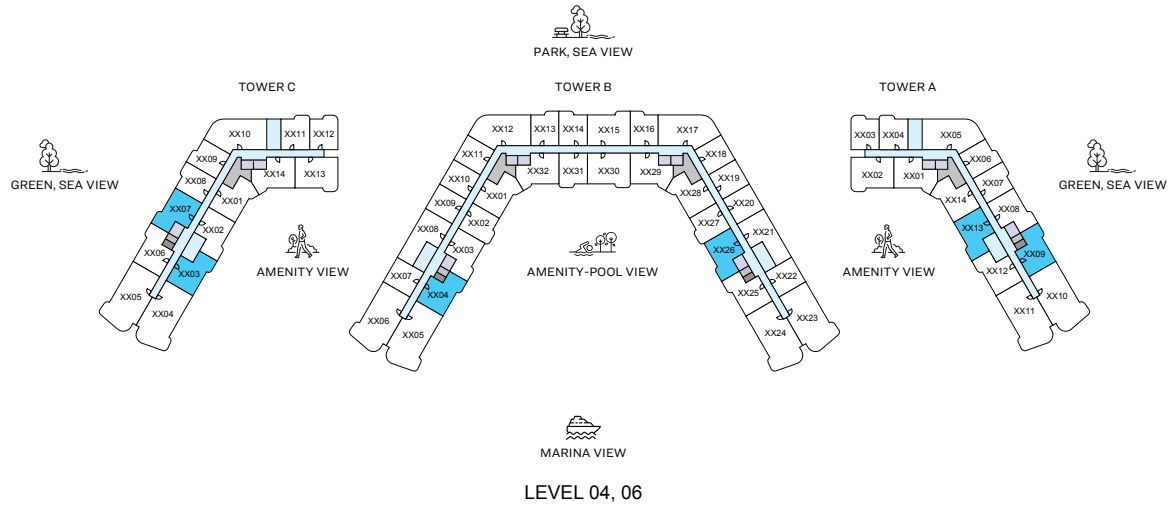 PARK, SEA VIEW
TOWER C
TOWER B
TOWER A
GREEN, SEA VIEW
XX10
XX11
XX12
XX09
XX14
XX13
XX08
XX01
XX07
XX02
XX06
XX03
XX05
XX04
AMENITY VIEW
XX12
XX13
XX14
XX15
XX16
XX17
XX11
XX32
XX31
XX30
XX29
XX18
XX10
XX01
XX28
XX19
XX09
XX02
XX27
XX20
XX08
XX03
XX26
XX21
XX07
XX04
XX25
XX22
XX06
XX05
XX24
XX23
AMENITY-POOL VIEW
XX03
XX04
XX05
XX02
XX01
XX06
XX14
XX07
XX13
XX08
XX12
XX09
XX11
XX10
AMENITY VIEW
GREEN, SEA VIEW
MARINA VIEW
LEVEL 04, 06